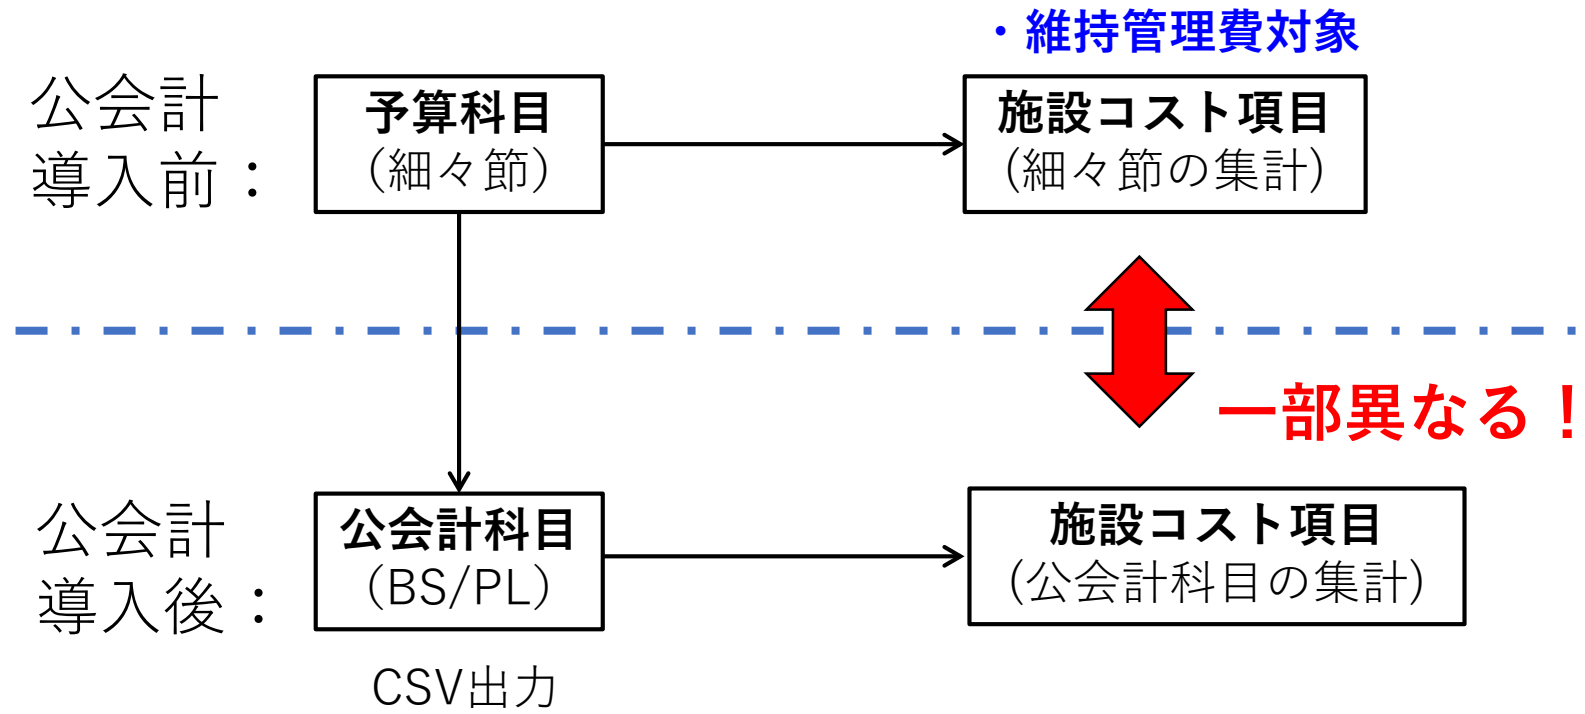 ・維持管理費対象
公会計
導入前：
予算科目
（細々節）
施設コスト項目
(細々節の集計)
一部異なる！
公会計
導入後：
公会計科目
（BS/PL）
施設コスト項目
(公会計科目の集計)
CSV出力